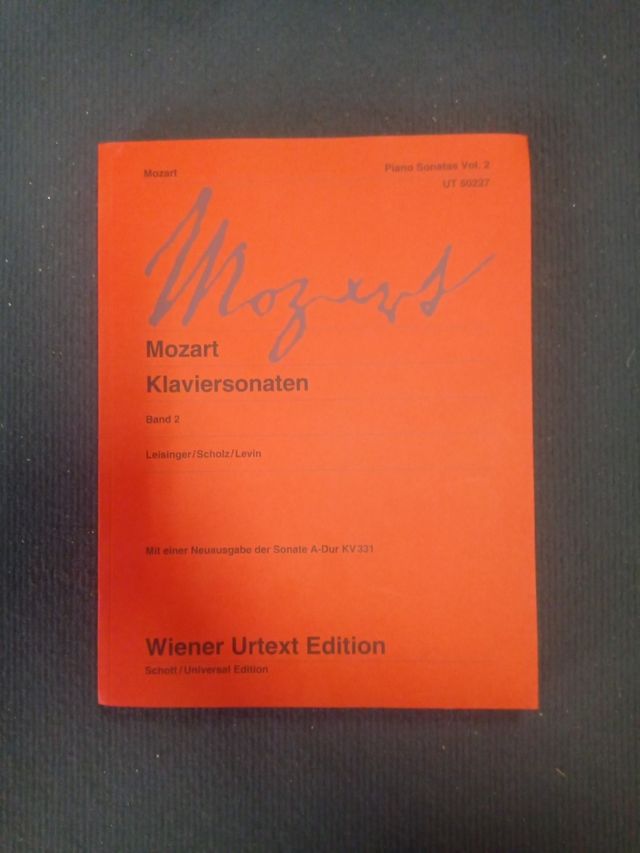 Mozart
Piano Sonatas Vol. 2
UT 50227
Mozart
Mozart
Klaviersonaten
Band 2
Leisinger/Scholz/Levin
Mit einer Neuausgabe der Sonate A-Dur KV 331
Wiener Urtext Edition
Schott/Universal Edition